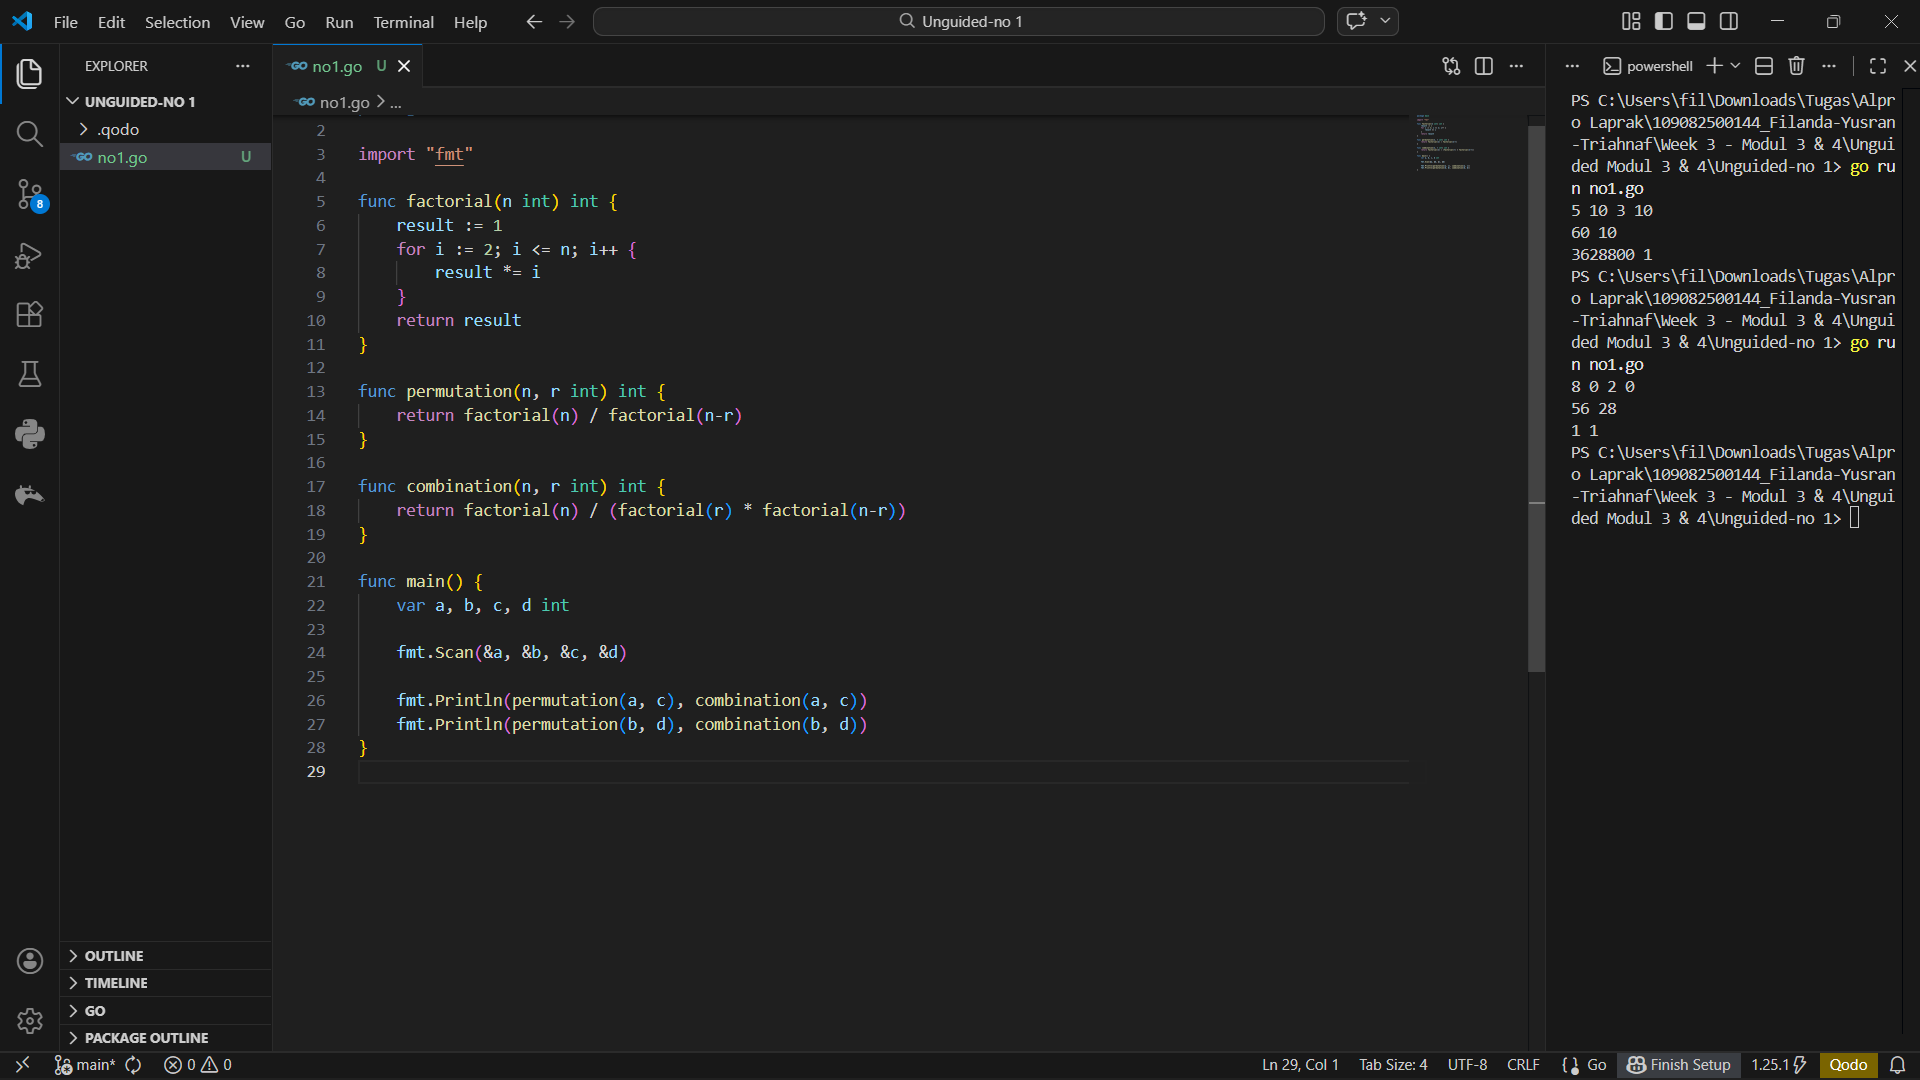 File Edit Selection View Go Run Terminal Help
Unguided-no 1
EXPLORER
UNGUIDED-NO 1
.qodo
GO no1.go U
8
OUTLINE
TIMELINE
GO
PACKAGE OUTLINE
GO no1.go U
GO no1.go > ...
2
3 import "fmt"
4
5 func factorial(n int) int {
6 result := 1
7 for i := 2; i <= n; i++ {
8 result *= i
9 }
10 return result
11 }
12
13 func permutation(n, r int) int {
14 return factorial(n) / factorial(n-r)
15 }
16
17 func combination(n, r int) int {
18 return factorial(n) / (factorial(r) * factorial(n-r))
19 }
20
21 func main() {
22 var a, b, c, d int
23
24 fmt.Scan(&a, &b, &c, &d)
25
26 fmt.Println(permutation(a, c), combination(a, c))
27 fmt.Println(permutation(b, d), combination(b, d))
28 }
29
powershell
PS C:\Users\fil\Downloads\Tugas\Alpr
o Laprak\109082500144_Filanda-Yusran
-Triahnaf\Week 3 - Modul 3 & 4\Ungui
ded Modul 3 & 4\Unguided-no 1> go ru
n no1.go
5 10 3 10
60 10
3628800 1
PS C:\Users\fil\Downloads\Tugas\Alpr
o Laprak\109082500144_Filanda-Yusran
-Triahnaf\Week 3 - Modul 3 & 4\Ungui
ded Modul 3 & 4\Unguided-no 1> go ru
n no1.go
8 0 2 0
56 28
1 1
PS C:\Users\fil\Downloads\Tugas\Alpr
o Laprak\109082500144_Filanda-Yusran
-Triahnaf\Week 3 - Modul 3 & 4\Ungui
ded Modul 3 & 4\Unguided-no 1>
main* 0 0 Ln 29, Col 1 Tab Size: 4 UTF-8 CRLF Go Finish Setup 1.25.1 Qodo